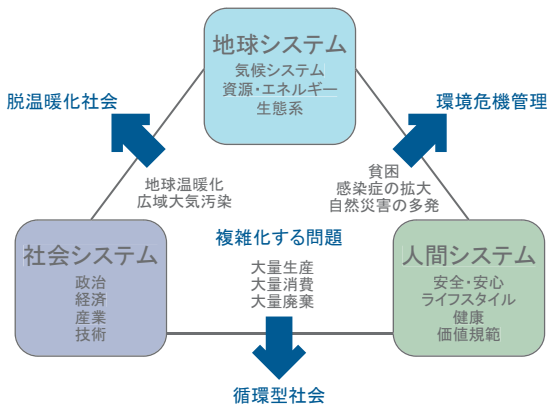 地球システム
気候システム
資源・エネルギー
生態系
脱温暖化社会
環境危機管理
地球温暖化
広域大気汚染
貧困
感染症の拡大
自然災害の多発
複雑化する問題
社会システム
政治
経済
産業
技術
大量生産
大量消費
大量廃棄
人間システム
安全・安心
ライフスタイル
健康
価値規範
循環型社会